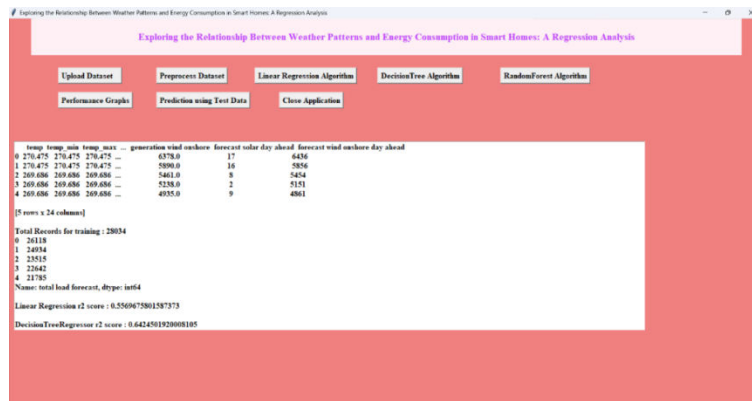 Exploring the Relationship Between Weather Patterns and Energy Consumption in Smart Homes: A Regression Analysis
Exploring the Relationship Between Weather Patterns and Energy Consumption in Smart Homes: A Regression Analysis
Upload Dataset Preprocess Dataset Linear Regression Algorithm DecisionTree Algorithm RandomForest Algorithm
Performance Graphs Prediction using Test Data Close Application
temp temp_min temp_max ... generation wind onshore forecast solar day ahead forecast wind onshore day ahead
0 270.475 270.475 270.475 ... 6378.0 17 6436
1 270.475 270.475 270.475 ... 5890.0 16 5856
2 269.686 269.686 269.686 ... 5461.0 8 5454
3 269.686 269.686 269.686 ... 5238.0 2 5151
4 269.686 269.686 269.686 ... 4935.0 9 4861
[5 rows x 24 columns]
Total Records for training : 28034
0 26118
1 24934
2 23515
3 22642
4 21785
Name: total load forecast, dtype: int64
Linear Regression r2 score : 0.5569675801587373
DecisionTreeRegressor r2 score : 0.6424501920008105